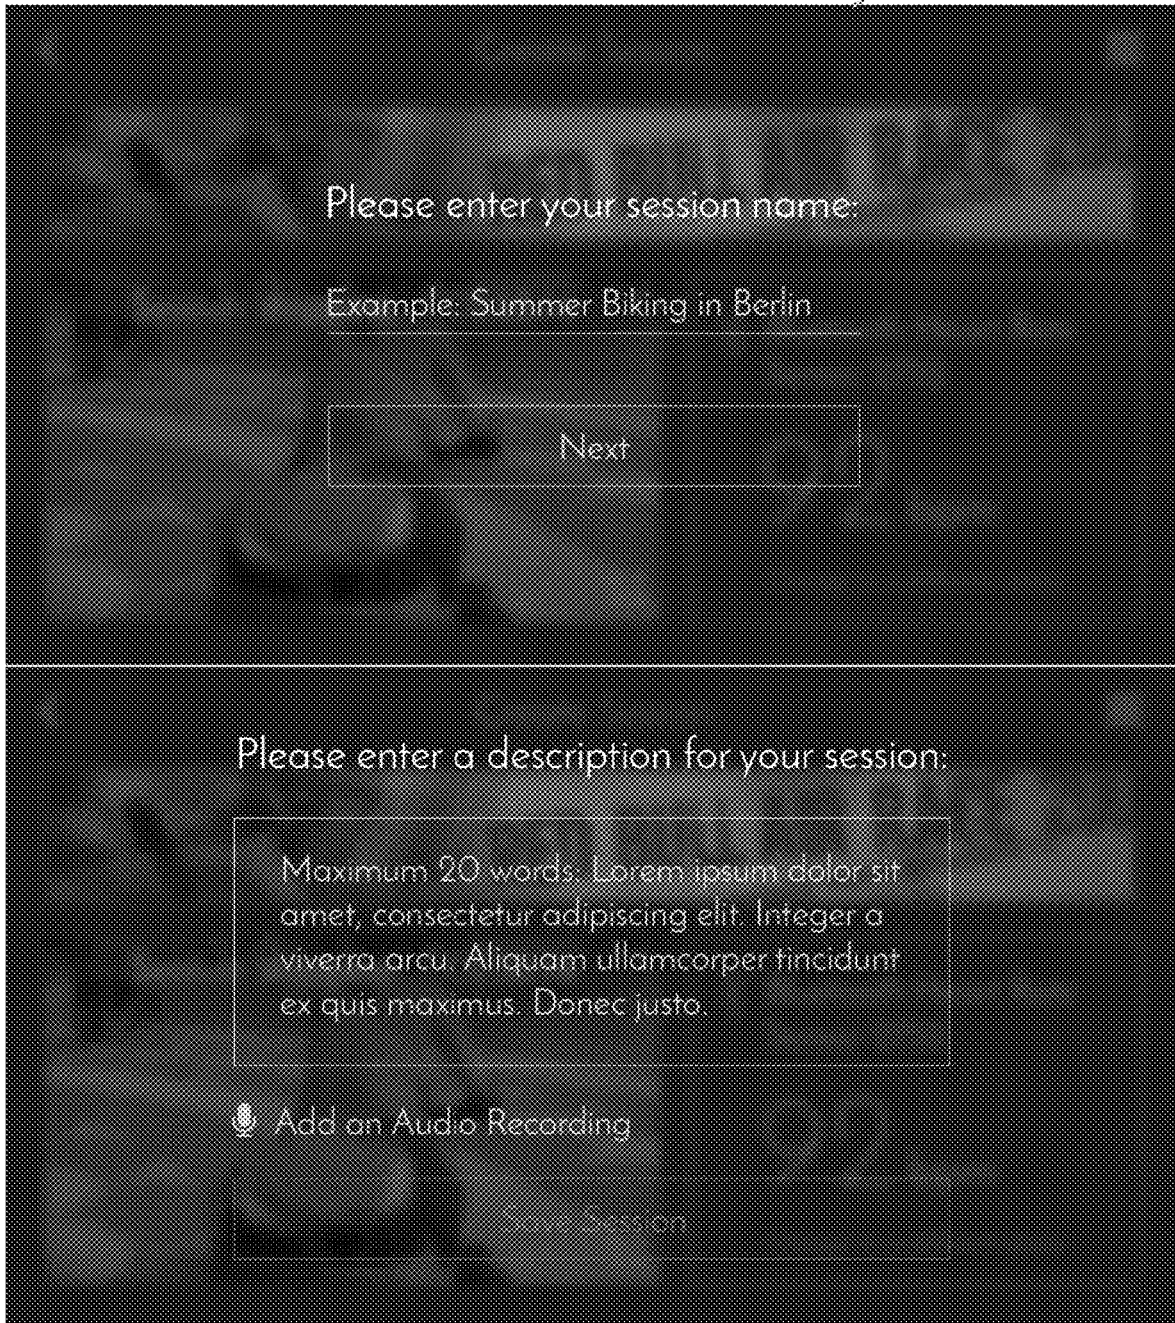 Please enter your session name:
Example: Summer Biking in Berlin
Next
Please enter a description for your session:
Maximum 20 words: Lorem ipsum dolor sit
amet, consectetur adipiscing elit. Integer a
viverra arcu. Aliquam ullamcorper tincidunt
ex quis maximus. Donec justo.
Add an Audio Recording
Save Session